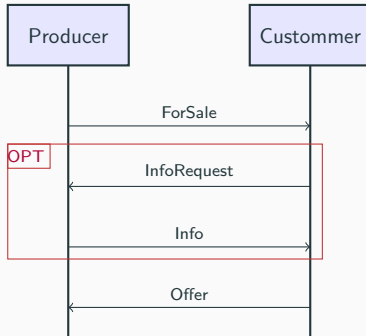 Producer
Custommer
ForSale
OPT
InfoRequest
Info
Offer